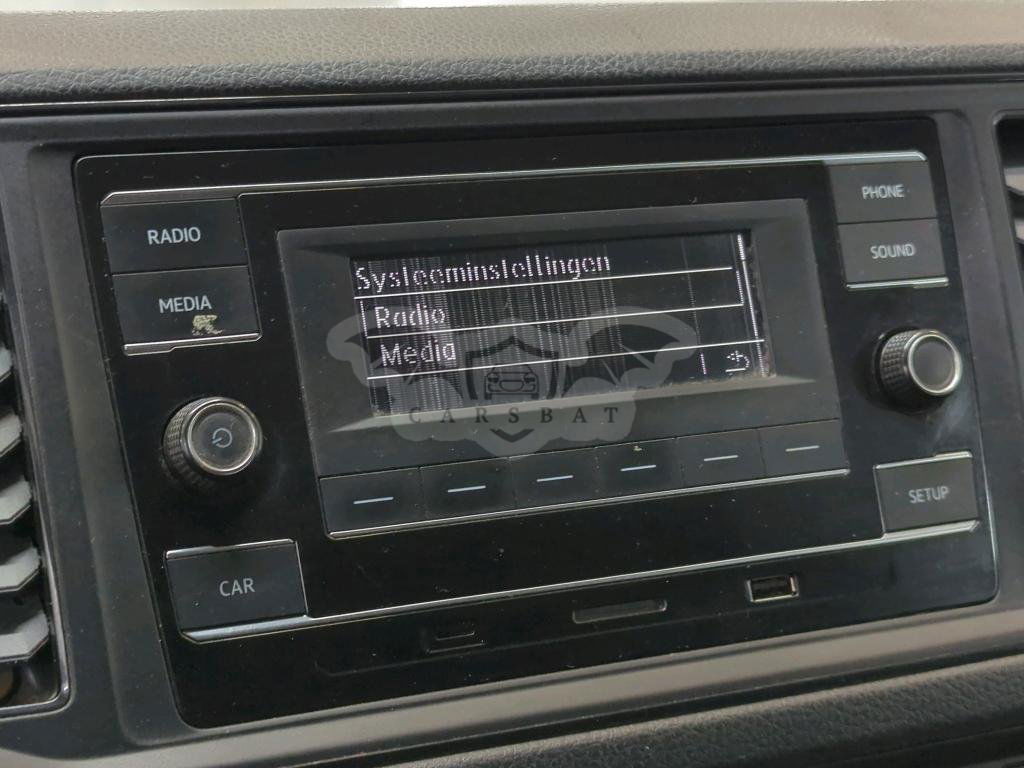 RADIO
MEDIA
PHONE
SOUND
Systeeminstellingen
Radio
Media
CARSBAT
SETUP
CAR